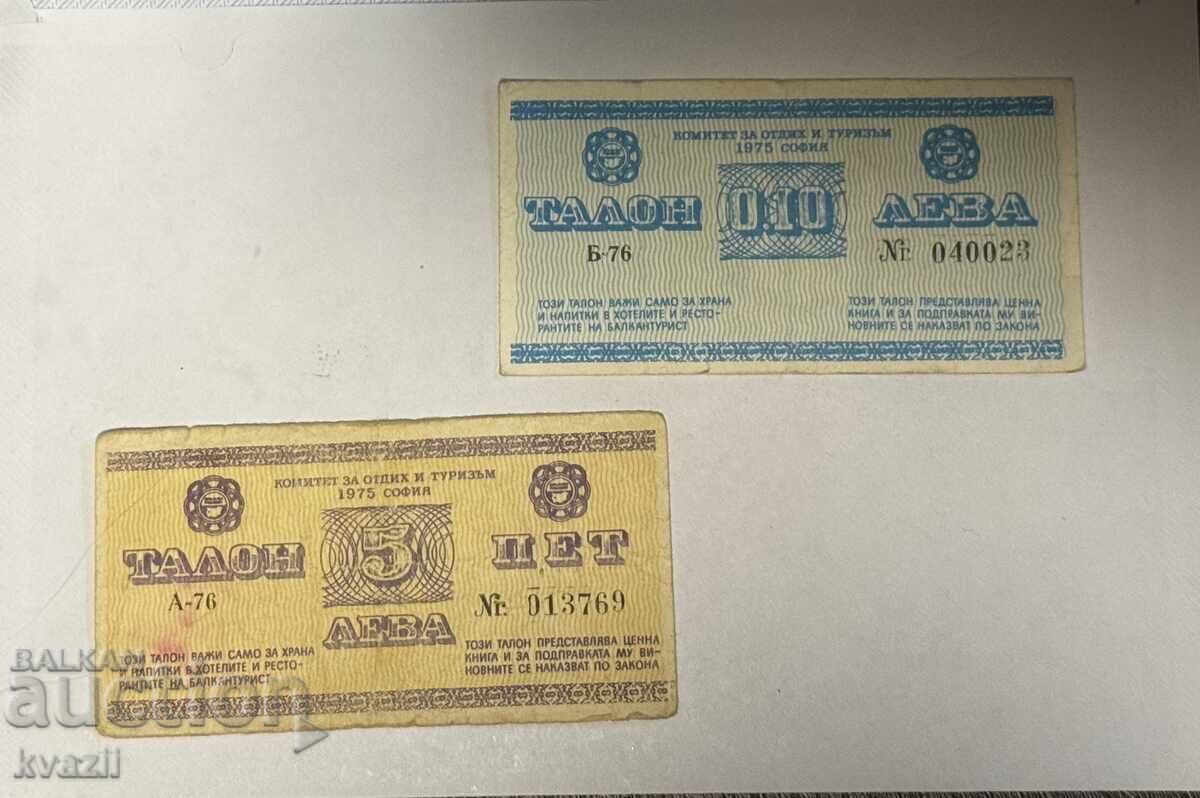 КОМИТЕТ ЗА ОТДИХ И ТУРИЗЪМ
1975 СОФИЯ
ТАЛОН 0,10 ЛЕВА
Б-76 № 040023
ТОЗИ ТАЛОН ВАЖИ САМО ЗА ХРАНА
И НАПИТКИ В ХОТЕЛИТЕ И РЕСТО-
РАНТИТЕ НА БАЛКАНТУРИСТ
ТОЗИ ТАЛОН ПРЕДСТАВЛЯВА ЦЕННА
КНИГА И ЗА ПОДПРАВКАТА МУ ВИ-
НОВНИТЕ СЕ НАКАЗВАТ ПО ЗАКОНА
КОМИТЕТ ЗА ОТДИХ И ТУРИЗЪМ
1975 СОФИЯ
ТАЛОН 5 ПЕТ
А-76 Nr. 013769
ЛЕВА
ТОЗИ ТАЛОН ВАЖИ САМО ЗА ХРАНА
И НАПИТКИ В ХОТЕЛИТЕ И РЕСТО-
РАНТИТЕ НА БАЛКАНТУРИСТ
ТОЗИ ТАЛОН ПРЕДСТАВЛЯВА ЦЕННА
КНИГА И ЗА ПОДПРАВКАТА МУ ВИ-
НОВНИТЕ СЕ НАКАЗВАТ ПО ЗАКОНА
BALKAN
auction
kvazii